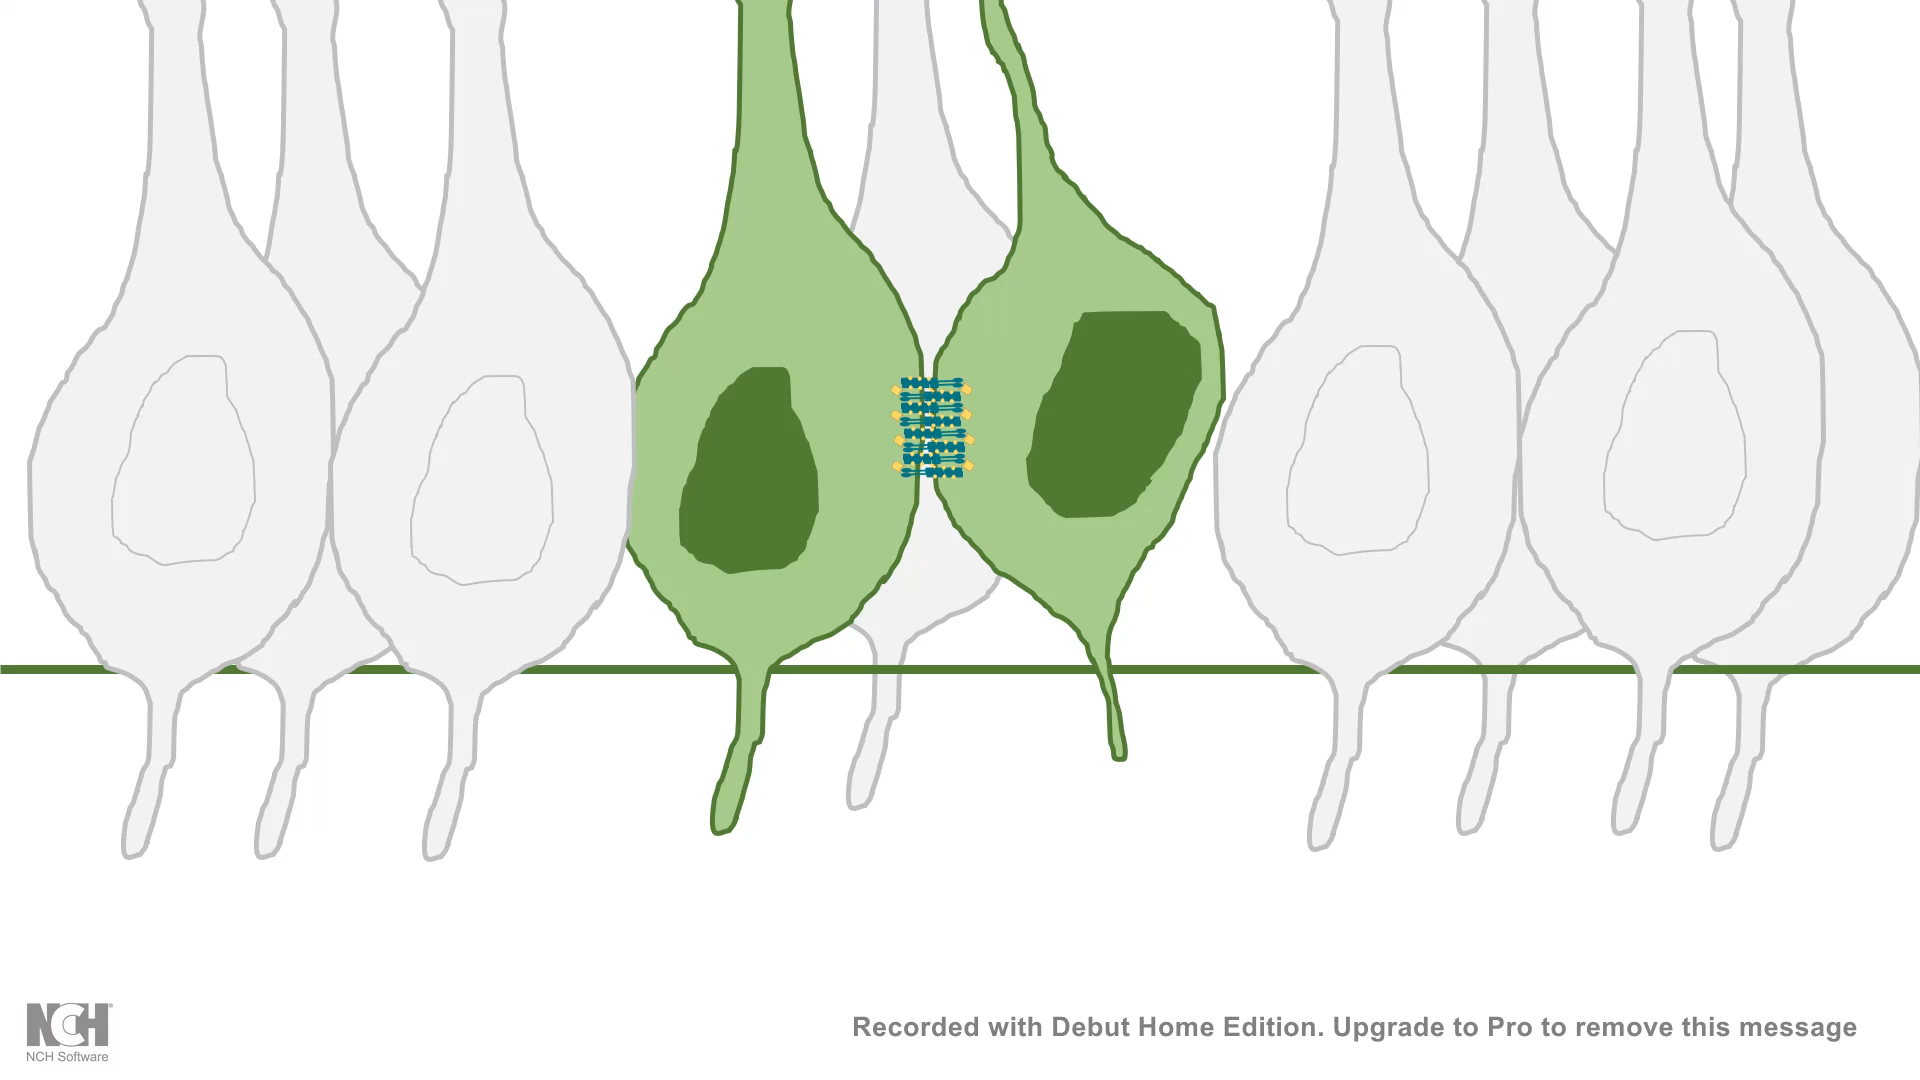 NCH
NCH Software
Recorded with Debut Home Edition. Upgrade to Pro to remove this message